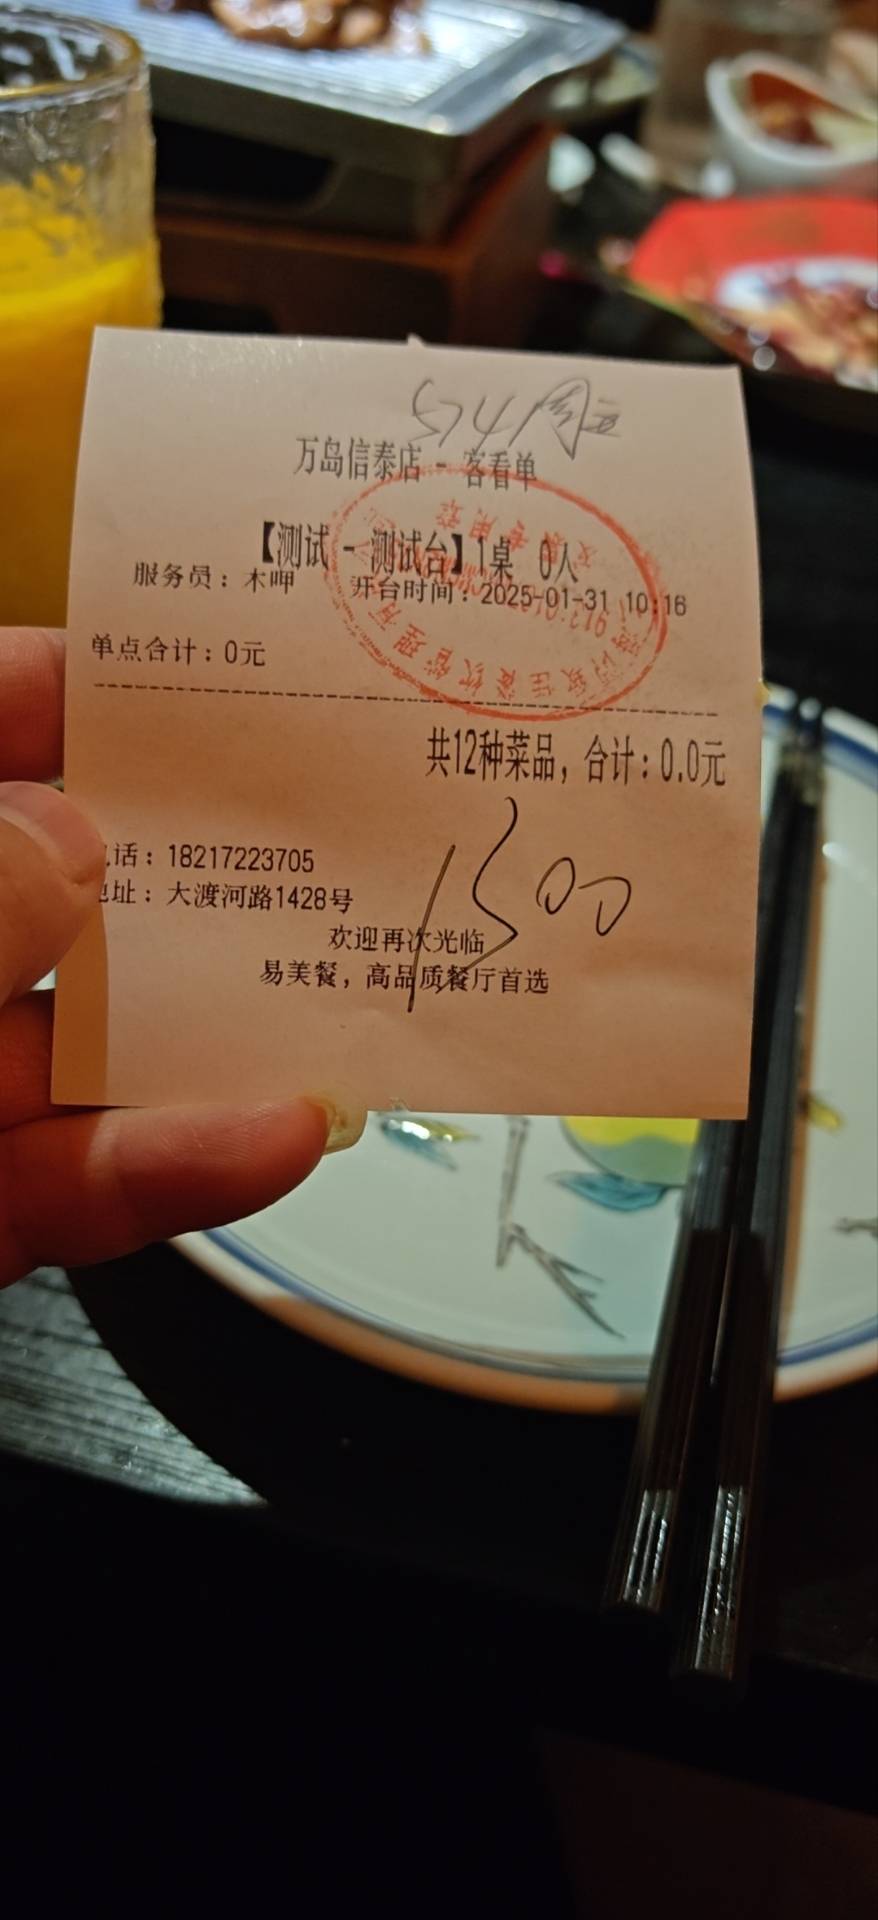 574周五
万岛信泰店 - 客看单
【测试 - 测试台】1桌 0人
服务员：木呷 开台时间：2025-01-31 10:16
单点合计：0元
共12种菜品，合计：0.0元
话：18217223705
地址：大渡河路1428号
1500
欢迎再次光临
易美餐，高品质餐厅首选